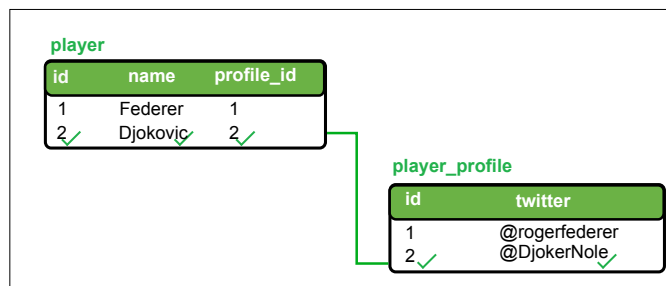 player
id name profile_id
1 Federer 1
2 Djokovic 2
player_profile
id twitter
1 @rogerfederer
2 @DjokerNole